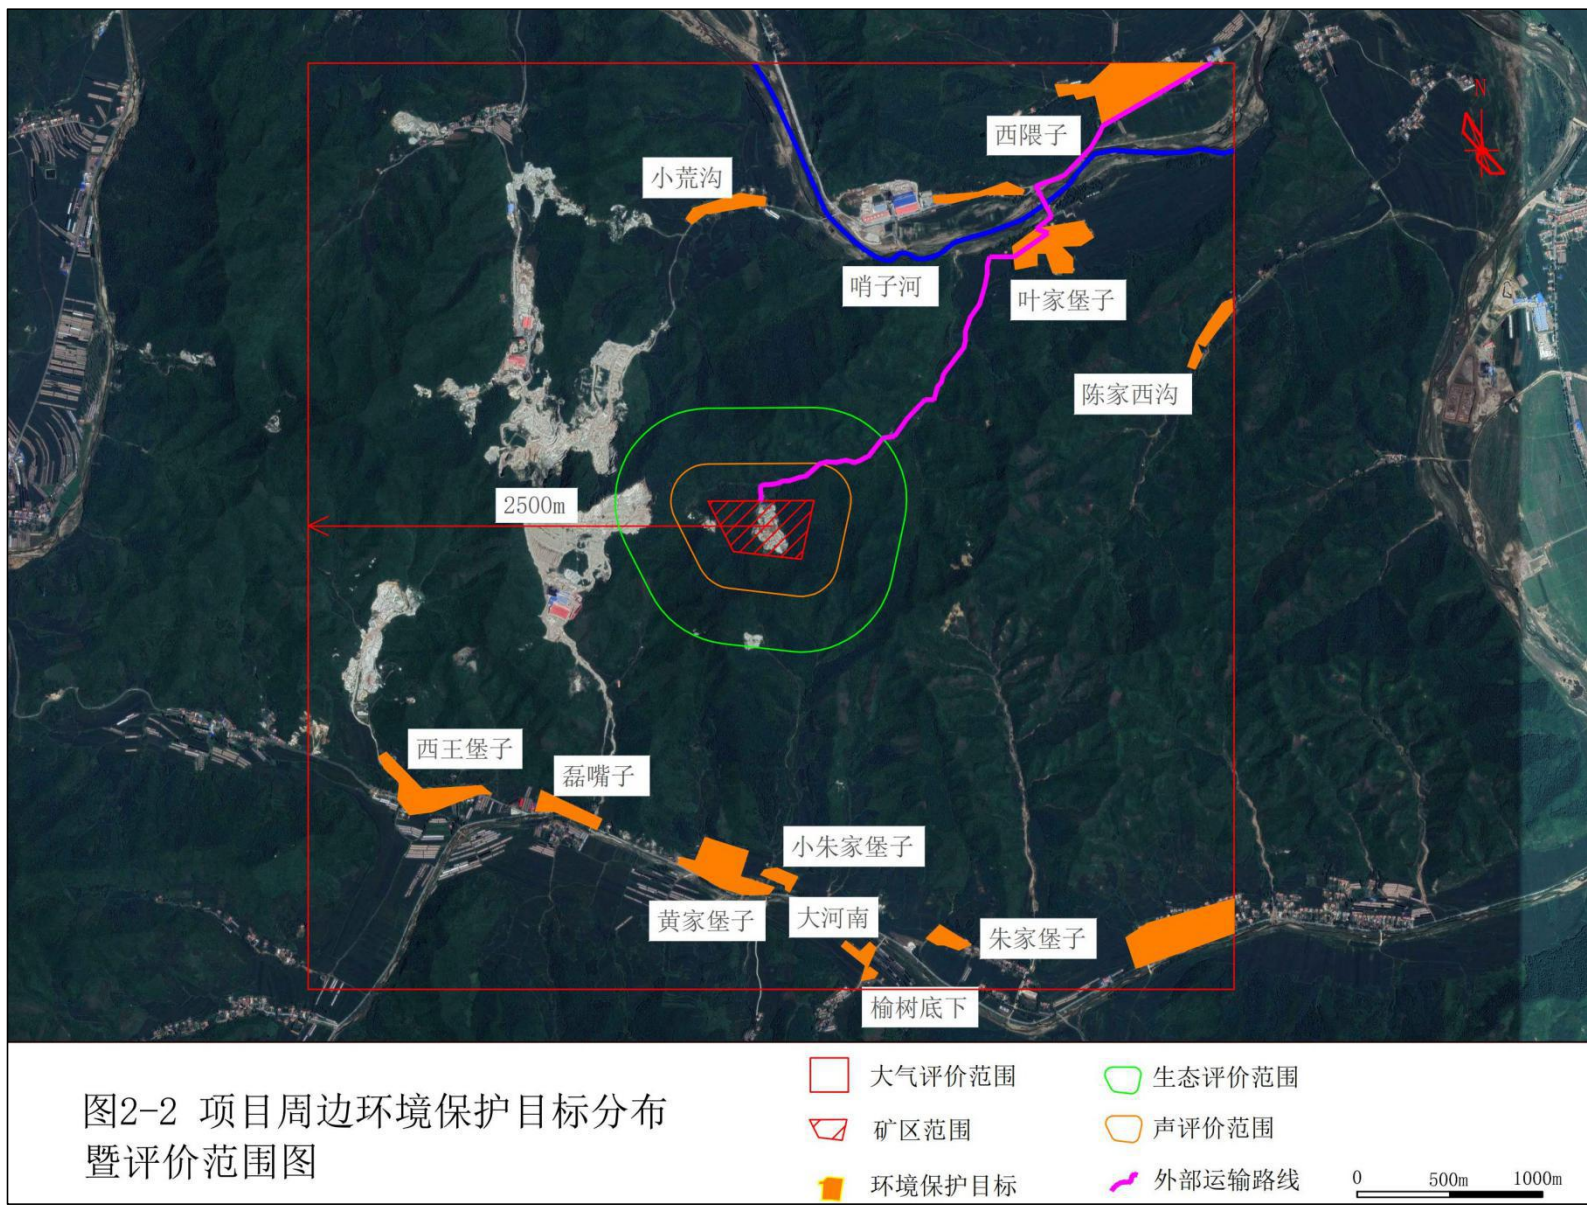 N
西隈子
小荒沟
哨子河
叶家堡子
陈家西沟
2500m
西王堡子
磊嘴子
小朱家堡子
黄家堡子
大河南
朱家堡子
榆树底下
图2-2 项目周边环境保护目标分布
暨评价范围图
大气评价范围
生态评价范围
矿区范围
声评价范围
环境保护目标
外部运输路线
0 500m 1000m